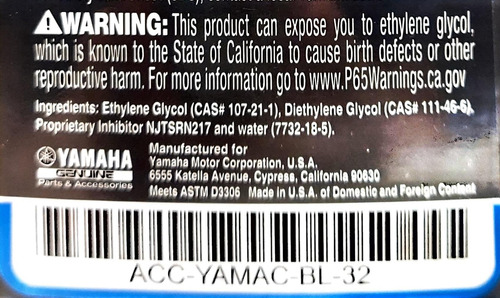 ⚠WARNING: This product can expose you to ethylene glycol,
which is known to the State of California to cause birth defects or other
reproductive harm. For more information go to www.P65Warnings.ca.gov
Ingredients: Ethylene Glycol (CAS# 107-21-1), Diethylene Glycol (CAS# 111-46-6),
Proprietary Inhibitor NJTSRN217 and water (7732-18-5).
YAMAHA
GENUINE
Parts & Accessories
Manufactured for
Yamaha Motor Corporation, U.S.A.
6555 Katella Avenue, Cypress, California 90630
Meets ASTM D3306 Made in U.S.A. of Domestic and Foreign Content
ACC-YAMAC-BL-32